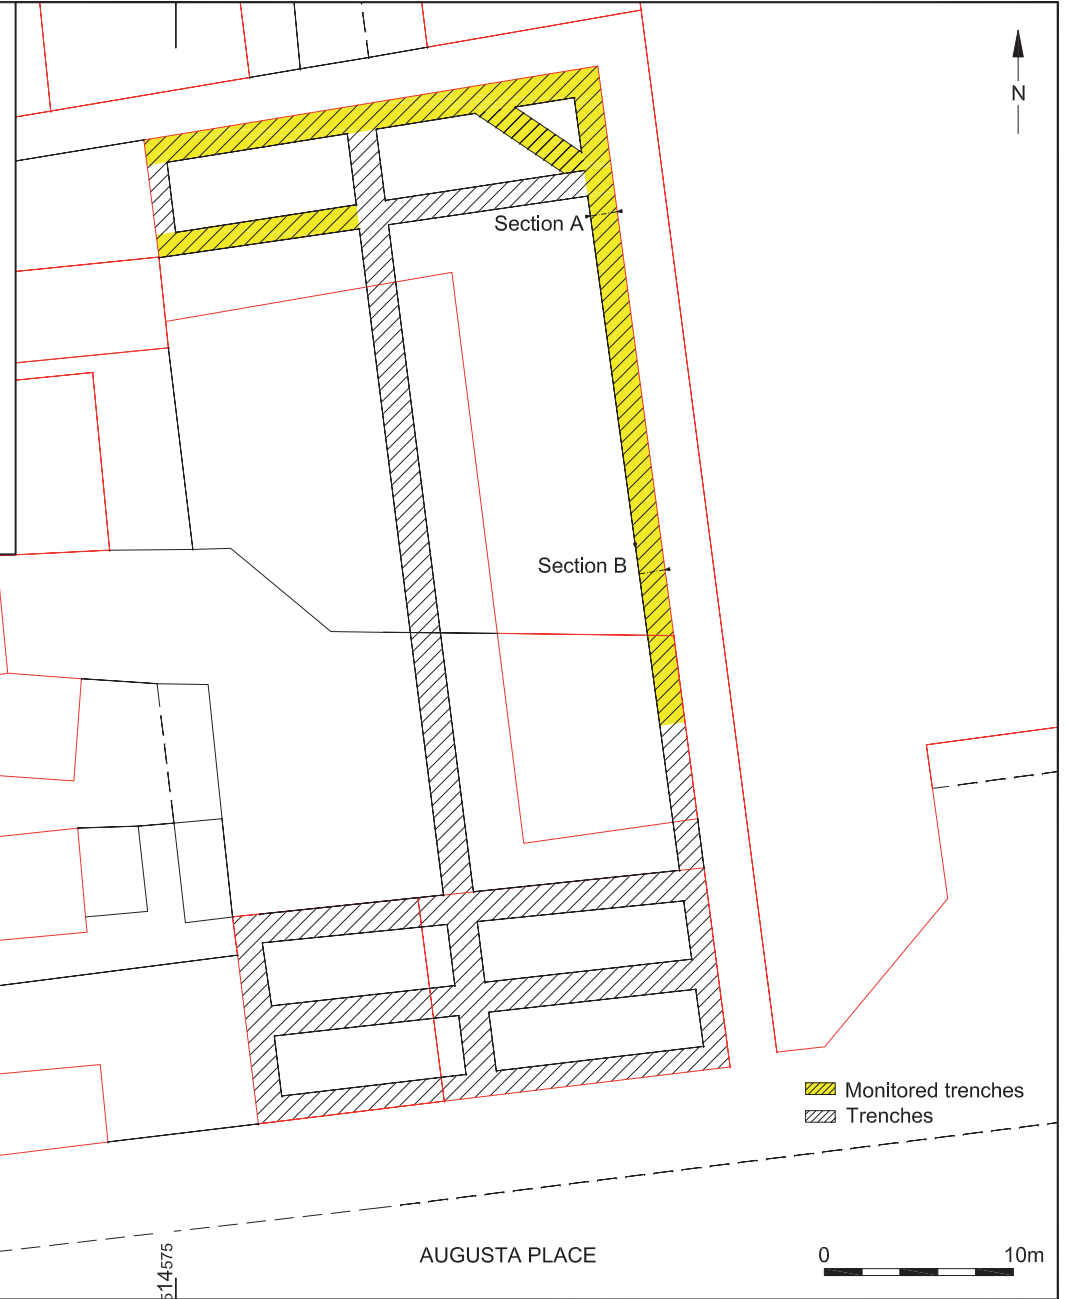 N
Section A
Section B
Monitored trenches
Trenches
AUGUSTA PLACE
0 10m
514575